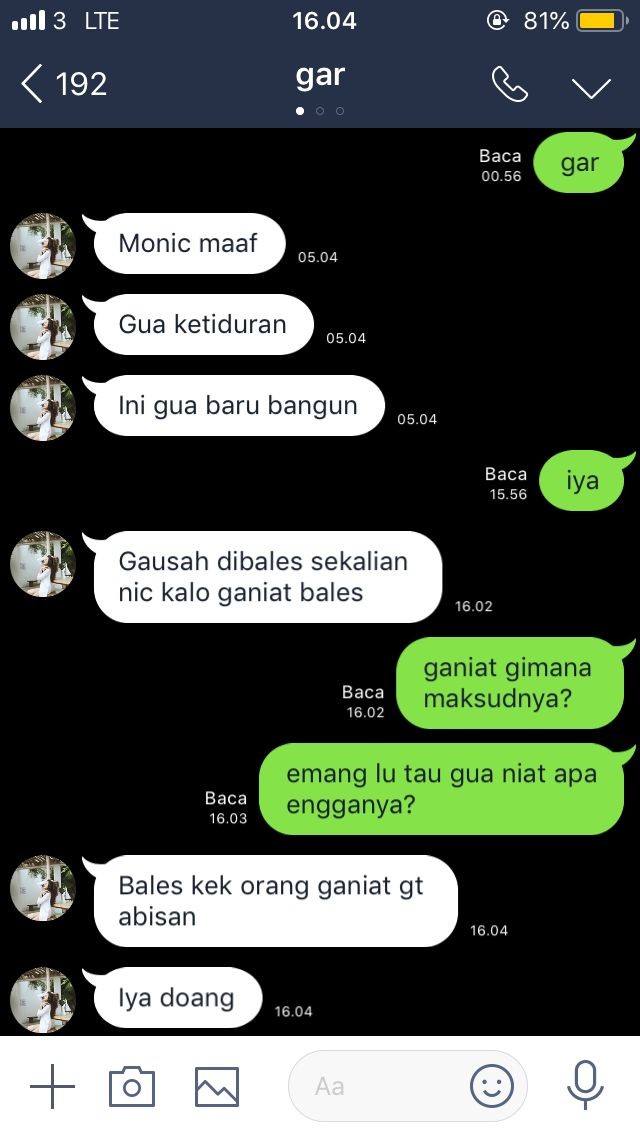 3 LTE 16.04 81%
192 gar
Baca
00.56
gar
Monic maaf
05.04
Gua ketiduran
05.04
Ini gua baru bangun
05.04
Baca
15.56
iya
Gausah dibales sekalian
nic kalo ganiat bales
16.02
ganiat gimana
maksudnya?
Baca
16.02
emang lu tau gua niat apa
engganya?
Baca
16.03
Bales kek orang ganiat gt
abisan
16.04
Iya doang
16.04
Aa